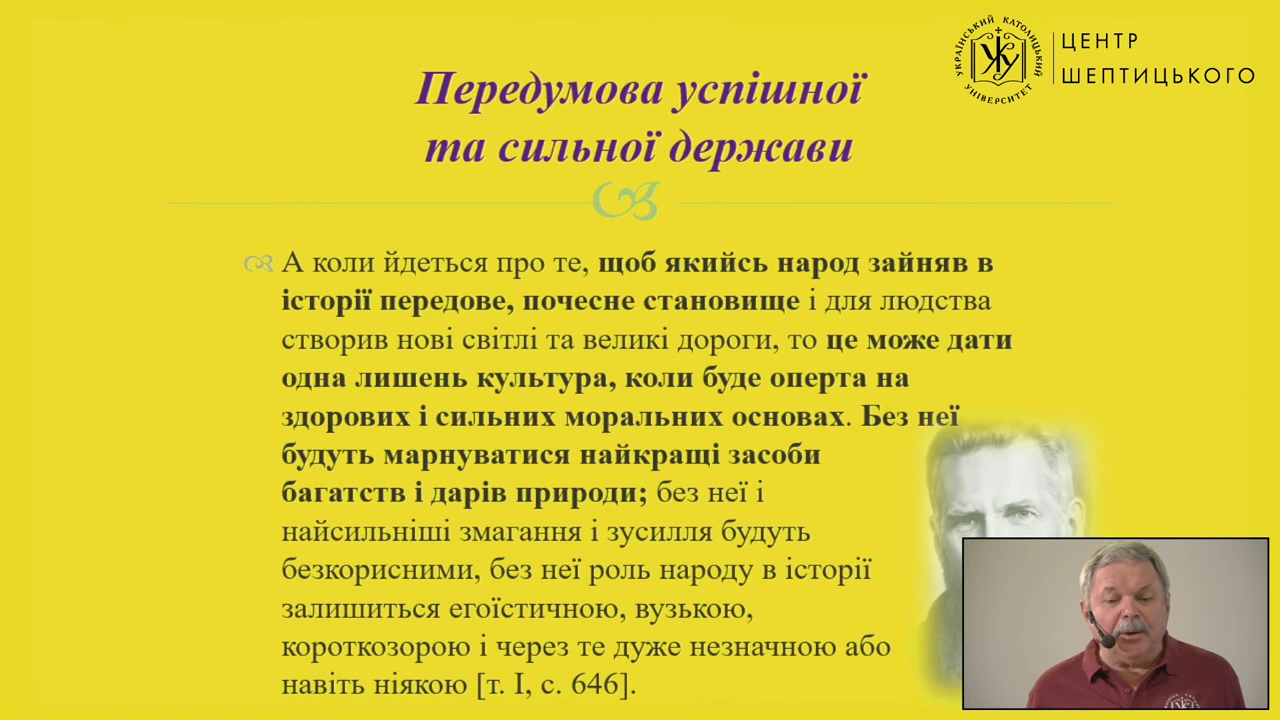 УКРАЇНСЬКИЙ КАТОЛИЦЬКИЙ
УНІВЕРСИТЕТ
ЦЕНТР
ШЕПТИЦЬКОГО
Передумова успішної
та сильної держави
А коли йдеться про те, щоб якийсь народ зайняв в
історії передове, почесне становище і для людства
створив нові світлі та великі дороги, то це може дати
одна лишень культура, коли буде оперта на
здорових і сильних моральних основах. Без неї
будуть марнуватися найкращі засоби
багатств і дарів природи; без неї і
найсильніші змагання і зусилля будуть
безкорисними, без неї роль народу в історії
залишиться егоїстичною, вузькою,
короткозорою і через те дуже незначною або
навіть ніякою [т. І, с. 646].